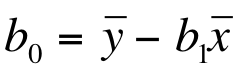 b₀ = y̅ − b₁x̅